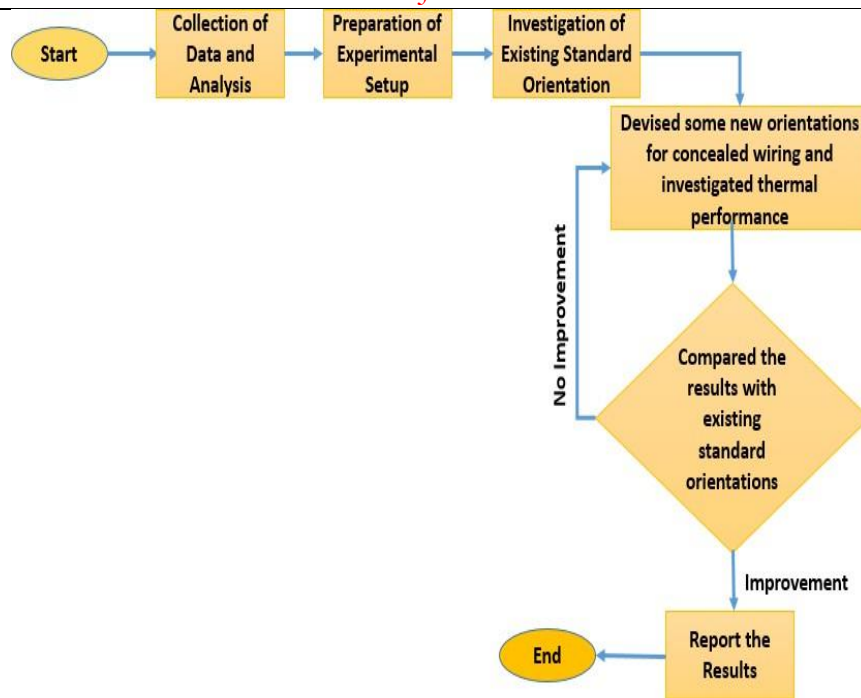 Start
Collection of
Data and
Analysis
Preparation of
Experimental
Setup
Investigation of
Existing Standard
Orientation
Devised some new orientations
for concealed wiring and
investigated thermal
performance
No Improvement
Compared the
results with
existing
standard
orientations
Improvement
Report the
Results
End